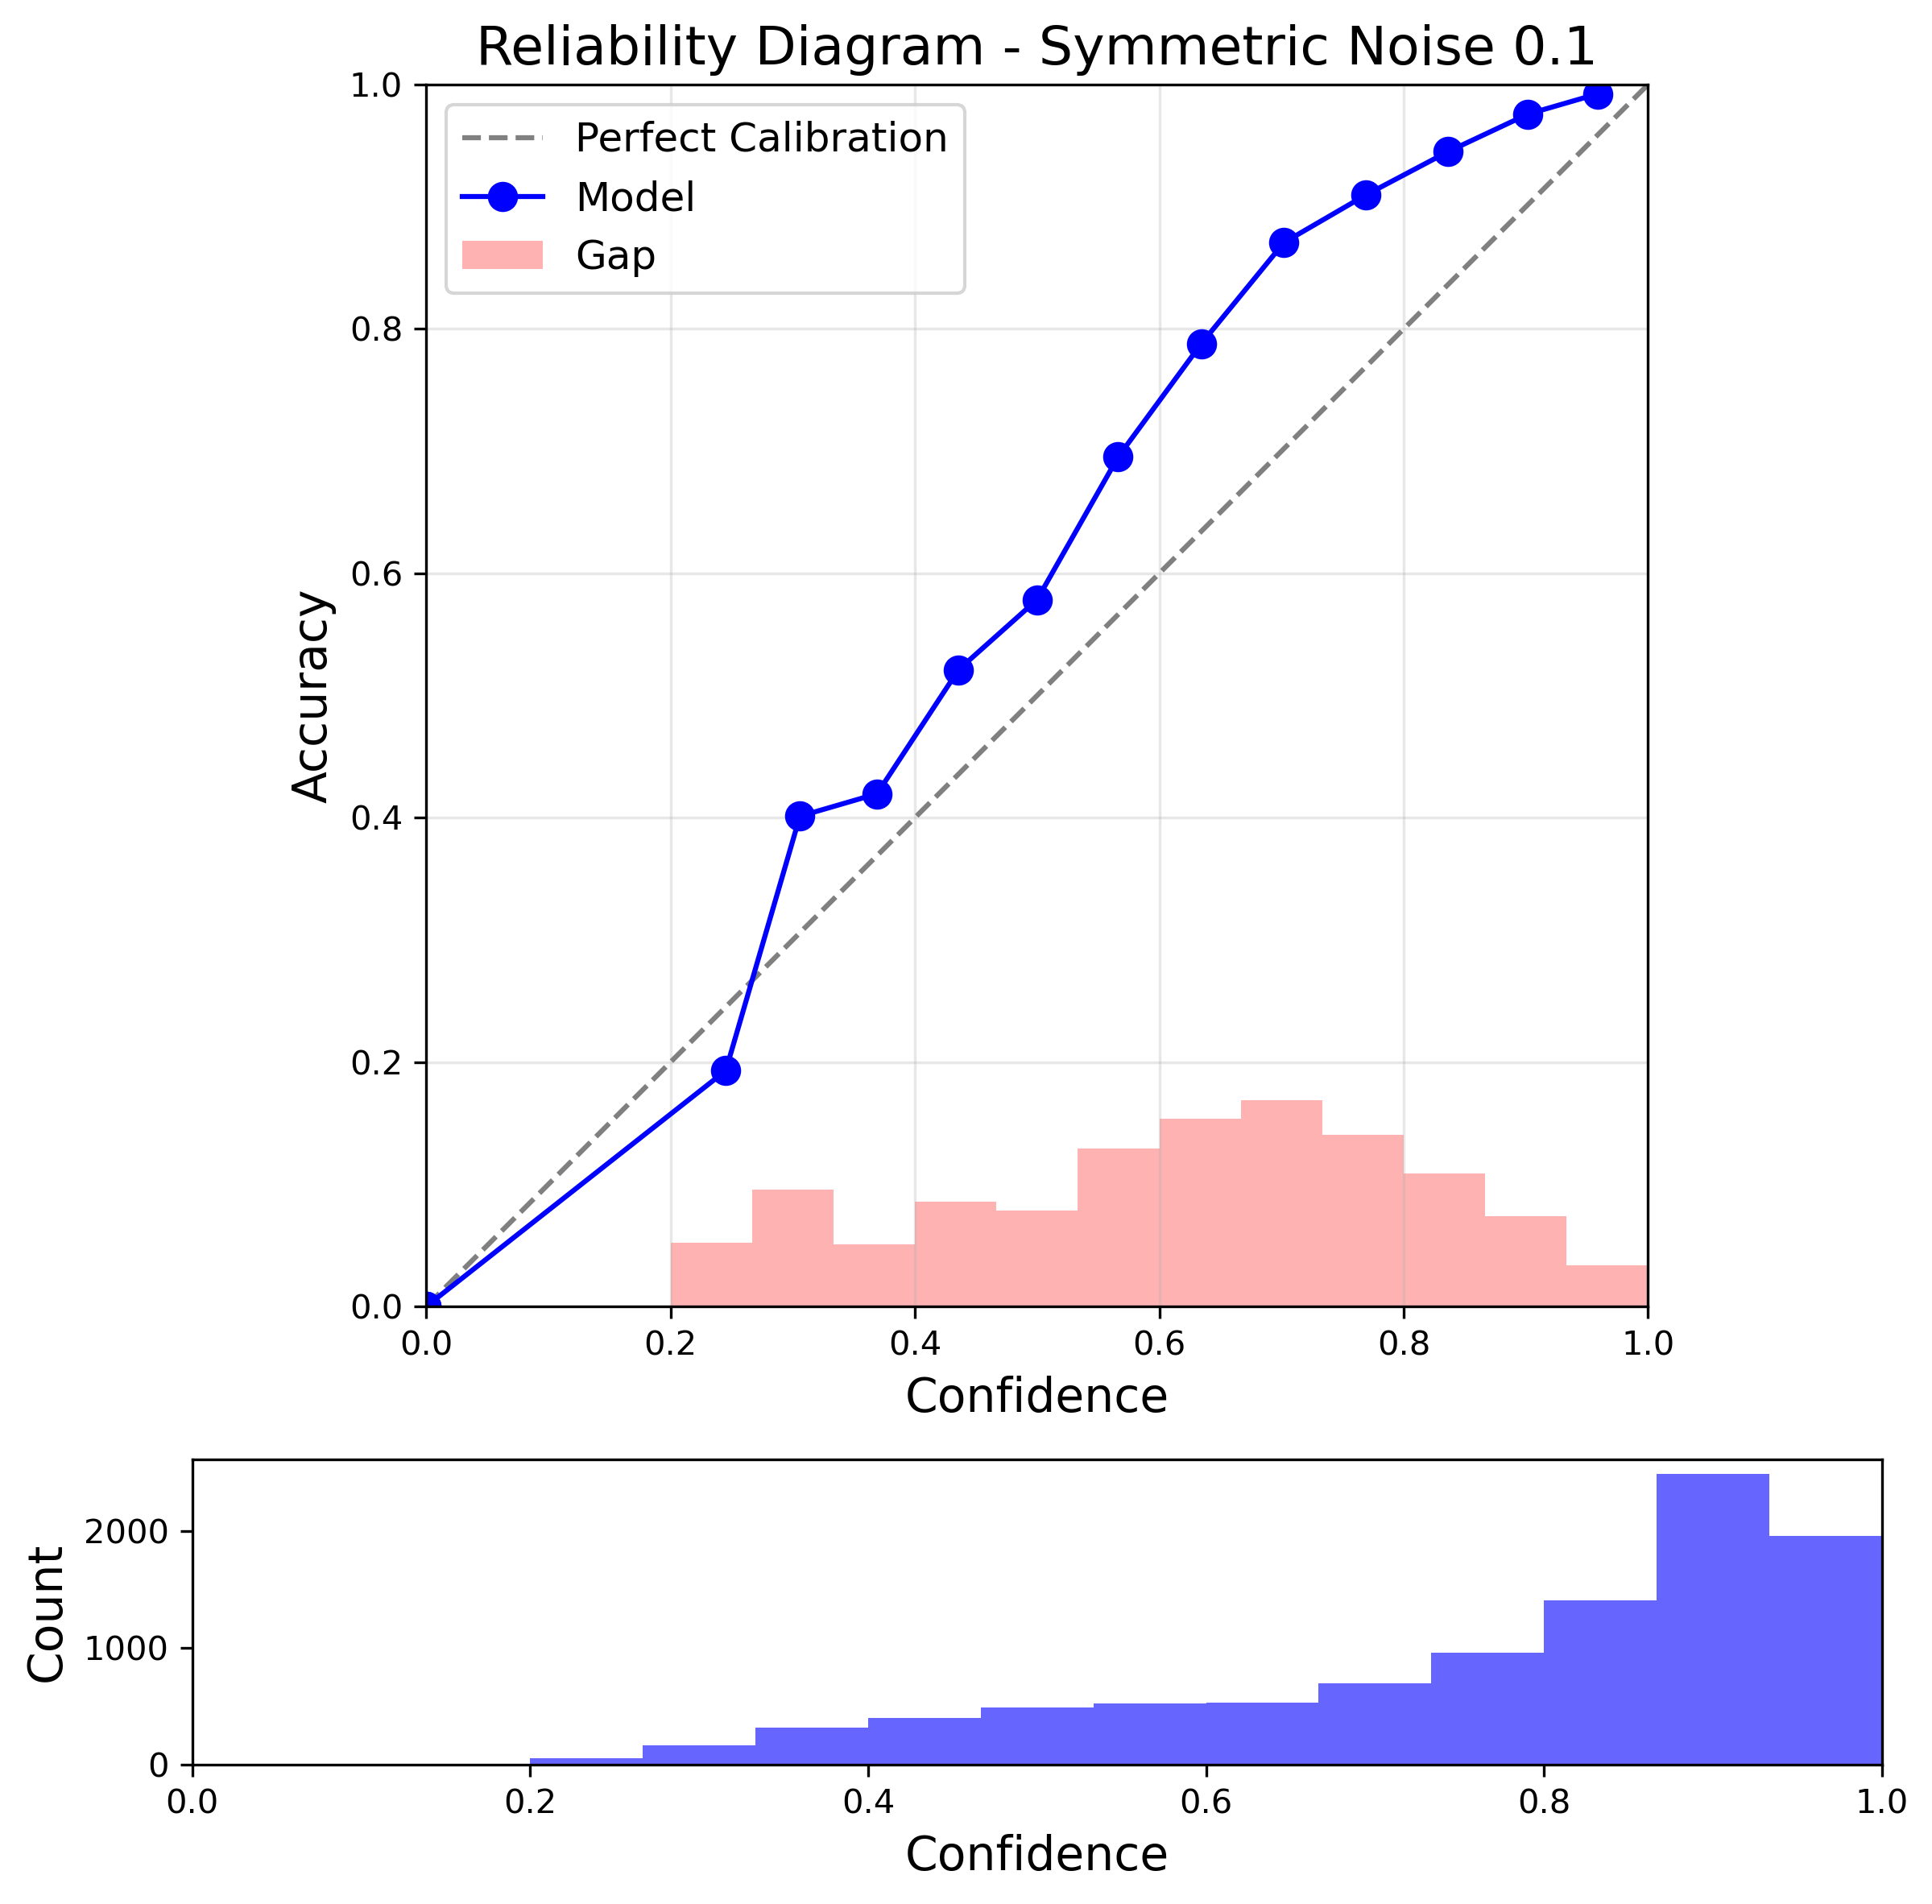 Reliability Diagram - Symmetric Noise 0.1
1.0
Perfect Calibration
Model
Gap
0.8
0.6
Accuracy
0.4
0.2
0.0
0.0 0.2 0.4 0.6 0.8 1.0
Confidence
2000
Count
1000
0
0.0 0.2 0.4 0.6 0.8 1.0
Confidence